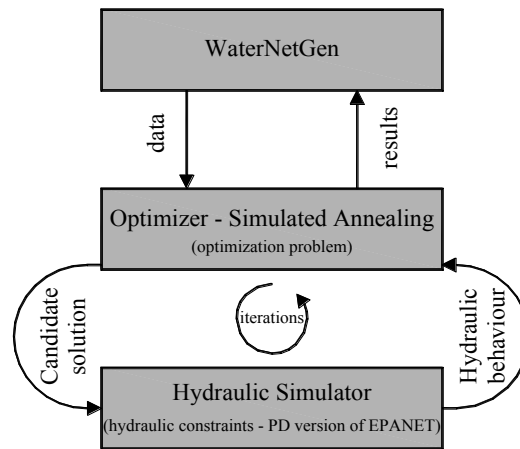 WaterNetGen
data
results
Optimizer - Simulated Annealing
(optimization problem)
Candidate
solution
iterations
Hydraulic
behaviour
Hydraulic Simulator
(hydraulic constraints - PD version of EPANET)